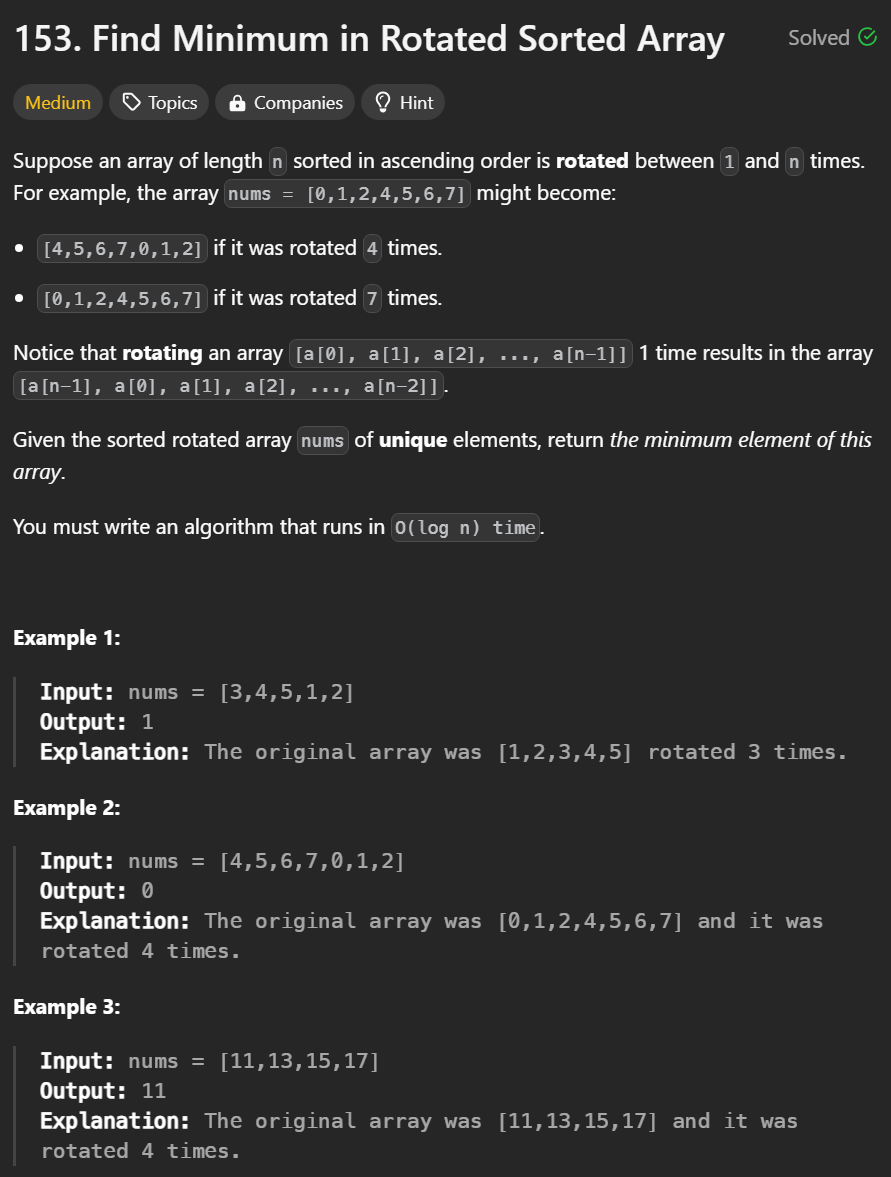 153. Find Minimum in Rotated Sorted Array
Solved
Medium
Topics
Companies
Hint
Suppose an array of length n sorted in ascending order is rotated between 1 and n times.
For example, the array nums = [0,1,2,4,5,6,7] might become:
• [4,5,6,7,0,1,2] if it was rotated 4 times.
• [0,1,2,4,5,6,7] if it was rotated 7 times.
Notice that rotating an array [a[0], a[1], a[2], ..., a[n-1]] 1 time results in the array
[a[n-1], a[0], a[1], a[2], ..., a[n-2]].
Given the sorted rotated array nums of unique elements, return the minimum element of this
array.
You must write an algorithm that runs in O(log n) time.
Example 1:
Input: nums = [3,4,5,1,2]
Output: 1
Explanation: The original array was [1,2,3,4,5] rotated 3 times.
Example 2:
Input: nums = [4,5,6,7,0,1,2]
Output: 0
Explanation: The original array was [0,1,2,4,5,6,7] and it was
rotated 4 times.
Example 3:
Input: nums = [11,13,15,17]
Output: 11
Explanation: The original array was [11,13,15,17] and it was
rotated 4 times.